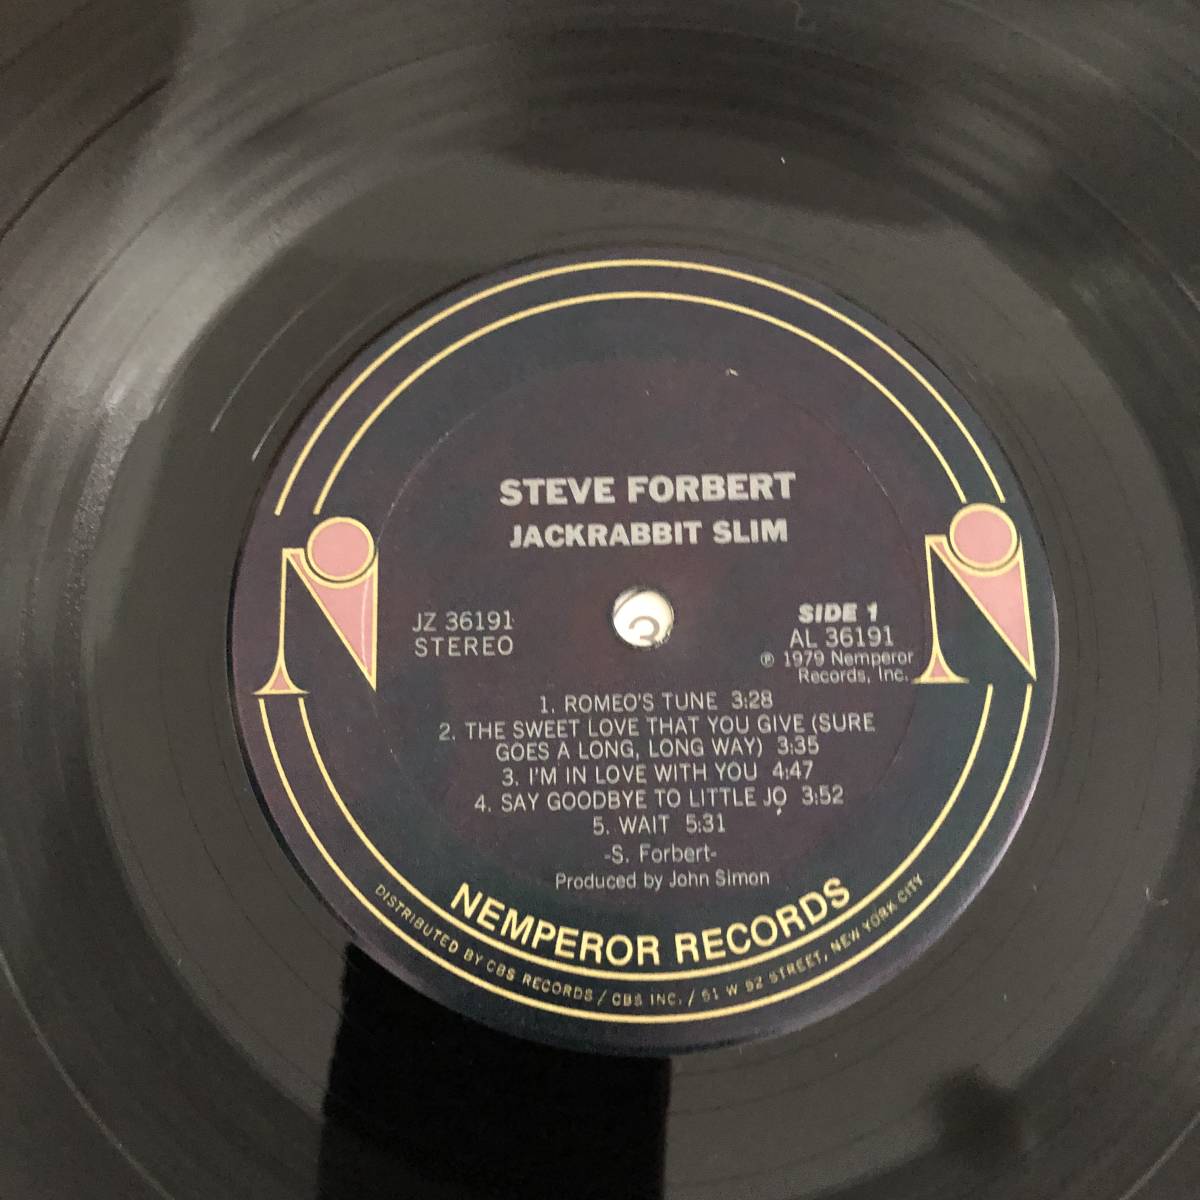 STEVE FORBERT
JACKRABBIT SLIM
JZ 36191
STEREO
3
SIDE 1
AL 36191
℗ 1979 Nemperor
Records, Inc.
1. ROMEO'S TUNE 3:28
2. THE SWEET LOVE THAT YOU GIVE (SURE
GOES A LONG, LONG WAY) 3:35
3. I'M IN LOVE WITH YOU 4:47
4. SAY GOODBYE TO LITTLE JO 3:52
5. WAIT 5:31
-S. Forbert-
Produced by John Simon
NEMPEROR RECORDS
DISTRIBUTED BY CBS RECORDS / CBS INC. / 51 W 52 STREET, NEW YORK CITY